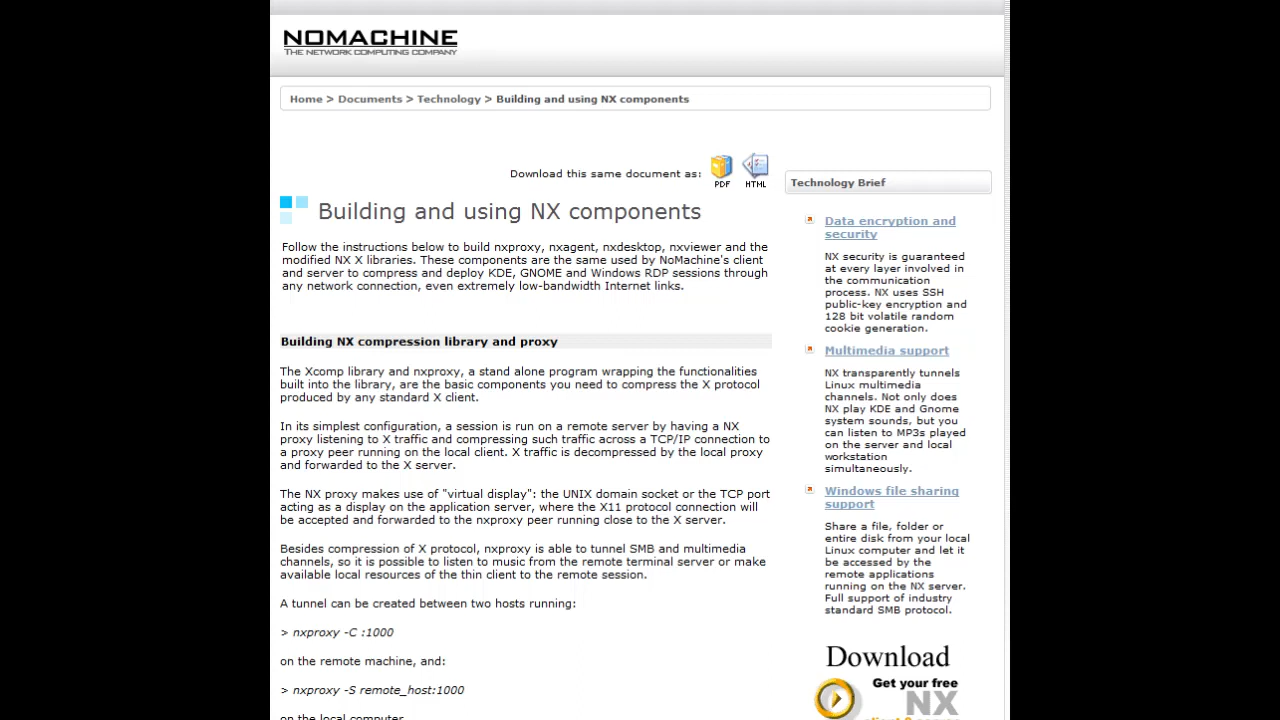 NOMACHINE
THE NETWORK COMPUTING COMPANY
Home > Documents > Technology > Building and using NX components
Download this same document as:
PDF
HTML
Building and using NX components
Follow the instructions below to build nxproxy, nxagent, nxdesktop, nxviewer and the
modified NX X libraries. These components are the same used by NoMachine's client
and server to compress and deploy KDE, GNOME and Windows RDP sessions through
any network connection, even extremely low-bandwidth Internet links.
Building NX compression library and proxy
The Xcomp library and nxproxy, a stand alone program wrapping the functionalities
built into the library, are the basic components you need to compress the X protocol
produced by any standard X client.
In its simplest configuration, a session is run on a remote server by having a NX
proxy listening to X traffic and compressing such traffic across a TCP/IP connection to
a proxy peer running on the local client. X traffic is decompressed by the local proxy
and forwarded to the X server.
The NX proxy makes use of "virtual display": the UNIX domain socket or the TCP port
acting as a display on the application server, where the X11 protocol connection will
be accepted and forwarded to the nxproxy peer running close to the X server.
Besides compression of X protocol, nxproxy is able to tunnel SMB and multimedia
channels, so it is possible to listen to music from the remote terminal server or make
available local resources of the thin client to the remote session.
A tunnel can be created between two hosts running:
> nxproxy -C :1000
on the remote machine, and:
> nxproxy -S remote_host:1000
on the local computer
Technology Brief
Data encryption and
security
NX security is guaranteed
at every layer involved in
the communication
process. NX uses SSH
public-key encryption and
128 bit volatile random
cookie generation.
Multimedia support
NX transparently tunnels
Linux multimedia
channels. Not only does
NX play KDE and Gnome
system sounds, but you
can listen to MP3s played
on the server and local
workstation
simultaneously.
Windows file sharing
support
Share a file, folder or
entire disk from your local
Linux computer and let it
be accessed by the
remote applications
running on the NX server.
Full support of industry
standard SMB protocol.
Download
Get your free
NX